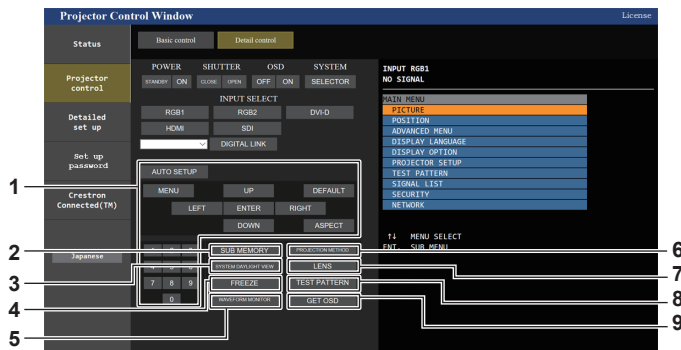 Projector Control Window
License
Status
Projector
control
Detailed
set up
Set up
password
Crestron
Connected(TM)
Japanese
Basic control
Detail control
POWER SHUTTER OSD SYSTEM
STANDBY ON CLOSE OPEN OFF ON SELECTOR
INPUT SELECT
RGB1 RGB2 DVI-D
HDMI SDI
DIGITAL LINK
AUTO SETUP
MENU UP DEFAULT
LEFT ENTER RIGHT
DOWN ASPECT
SUB MEMORY PROJECTION METHOD
SYSTEM DAYLIGHT VIEW LENS
7 8 9 FREEZE TEST PATTERN
0 WAVEFORM MONITOR GET OSD
INPUT RGB1
NO SIGNAL
MAIN MENU
PICTURE
POSITION
ADVANCED MENU
DISPLAY LANGUAGE
DISPLAY OPTION
PROJECTOR SETUP
TEST PATTERN
SIGNAL LIST
SECURITY
NETWORK
↑↓ MENU SELECT
ENT. SUB MENU
1
2
3
4
5
6
7
8
9